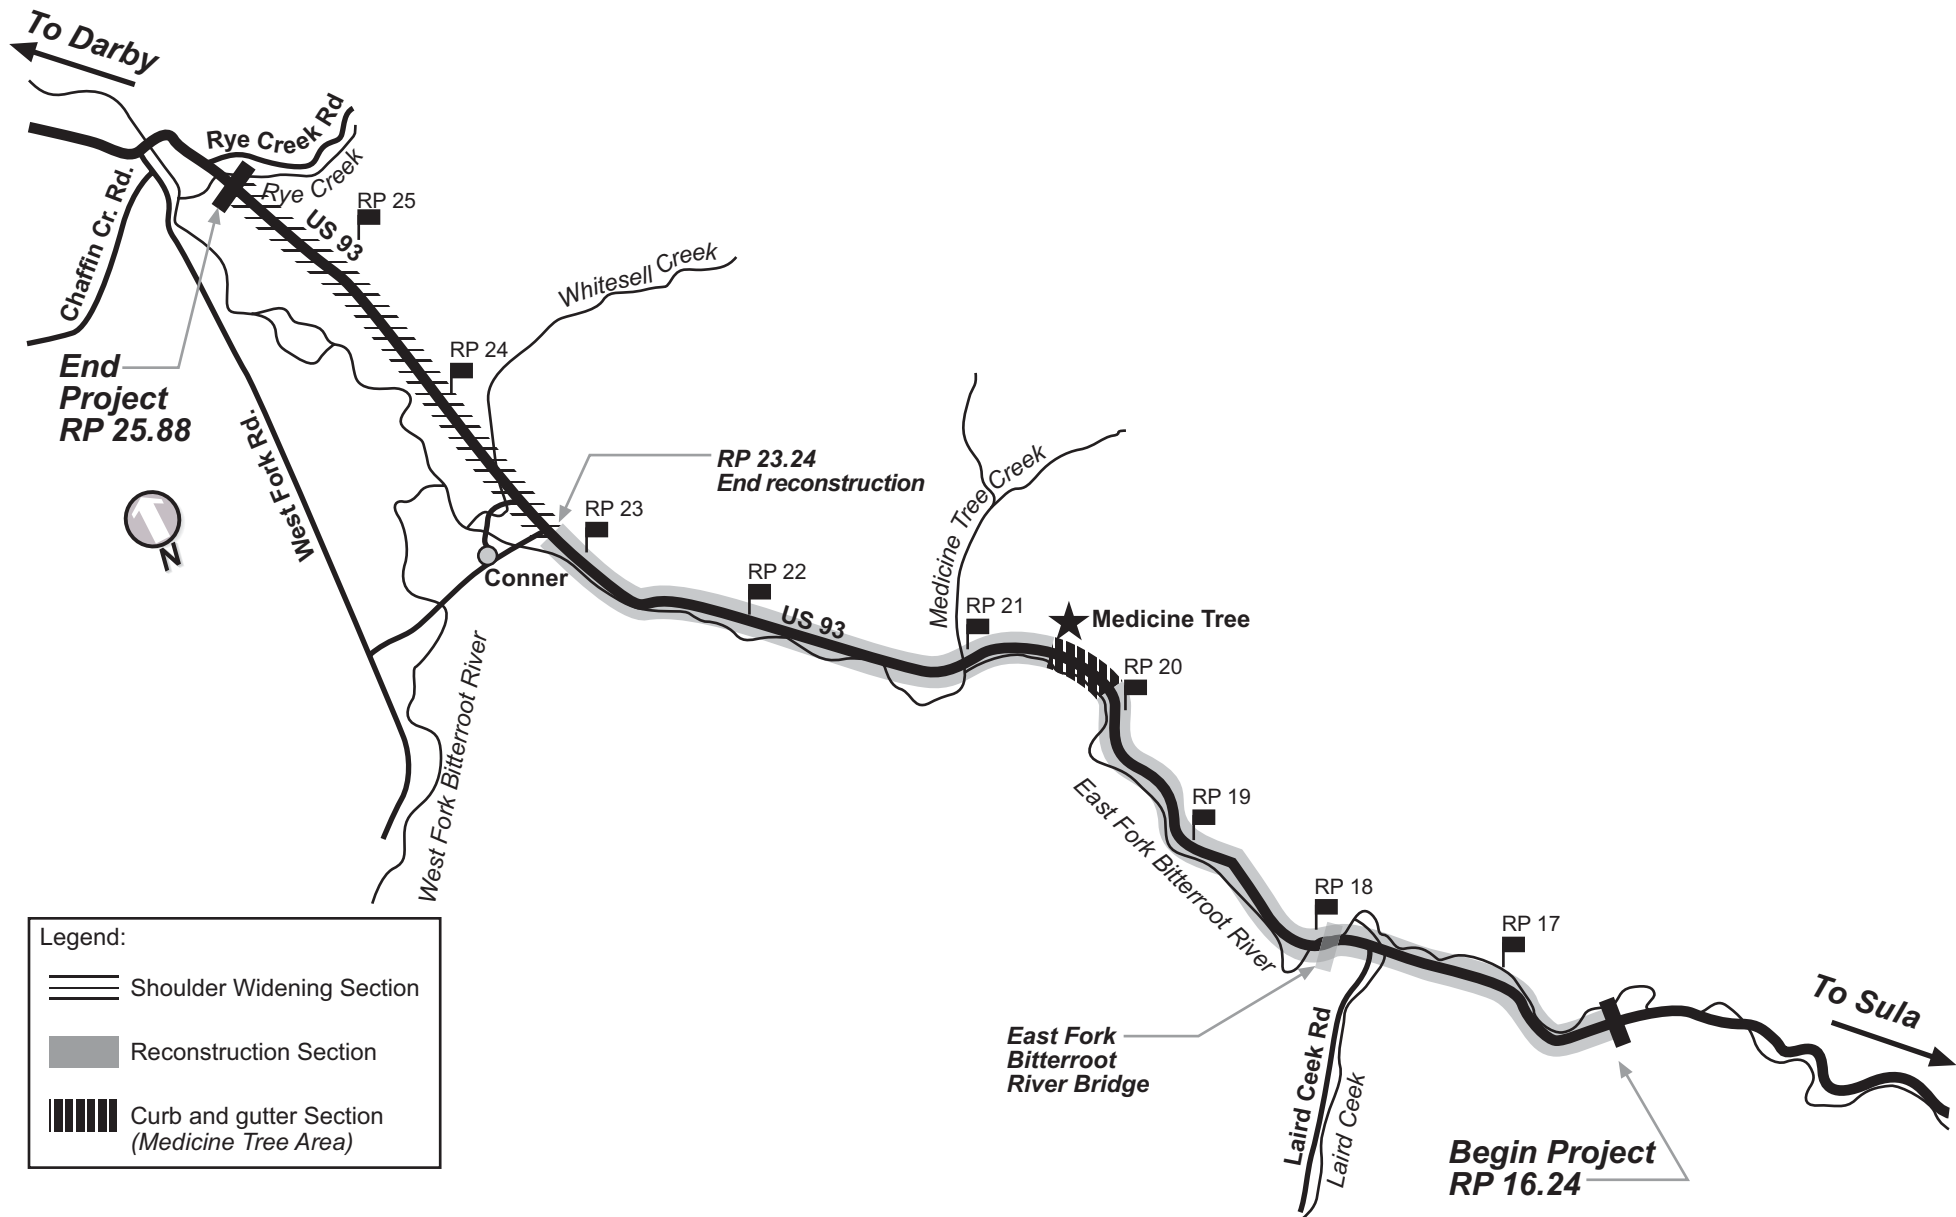 To Darby
Rye Creek Rd
Rye Creek
RP 25
US 93
Chaffin Cr. Rd.
Whitesell Creek
End
Project
RP 25.88
RP 24
West Fork Rd.
RP 23.24
End reconstruction
RP 23
N
Conner
Medicine Tree Creek
RP 22
US 93
RP 21
Medicine Tree
RP 20
West Fork Bitterroot River
East Fork Bitterroot River
RP 19
RP 18
RP 17
To Sula
East Fork
Bitterroot
River Bridge
Laird Ceek Rd
Laird Ceek
Begin Project
RP 16.24
Legend:
Shoulder Widening Section
Reconstruction Section
Curb and gutter Section
(Medicine Tree Area)